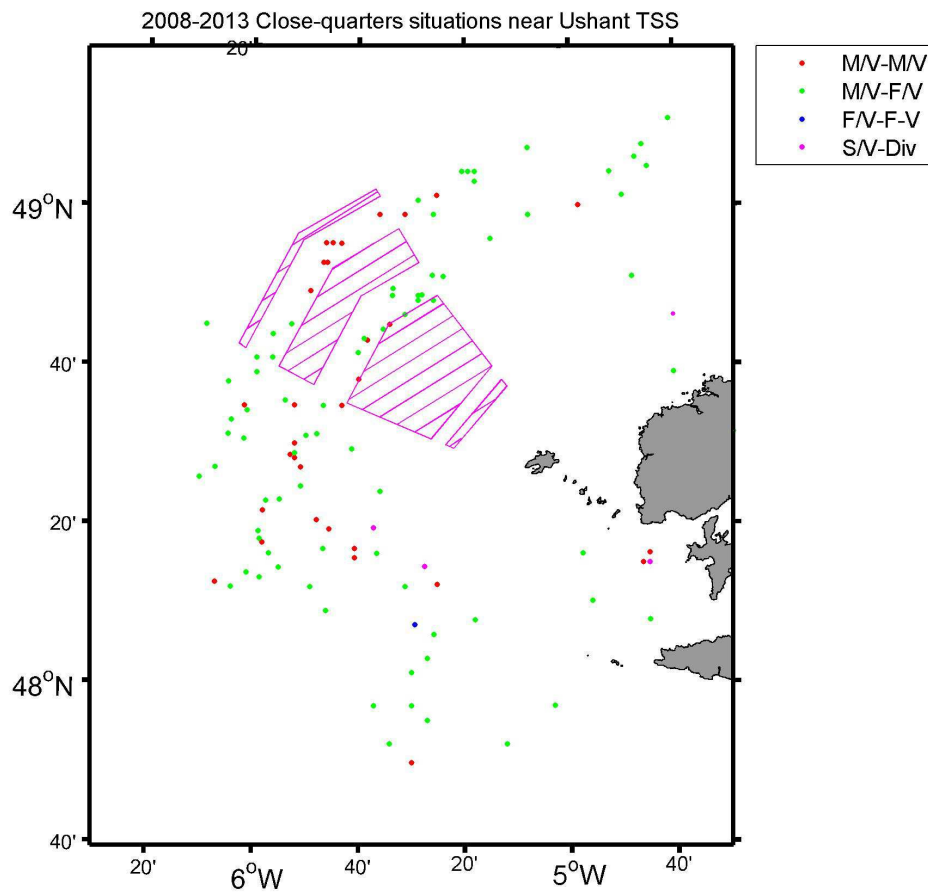 2008-2013 Close-quarters situations near Ushant TSS
20'
M/V-M/V
M/V-F/V
F/V-F-V
S/V-Div
49°N
40'
20'
48°N
40'
20' 6°W 40' 20' 5°W 40'